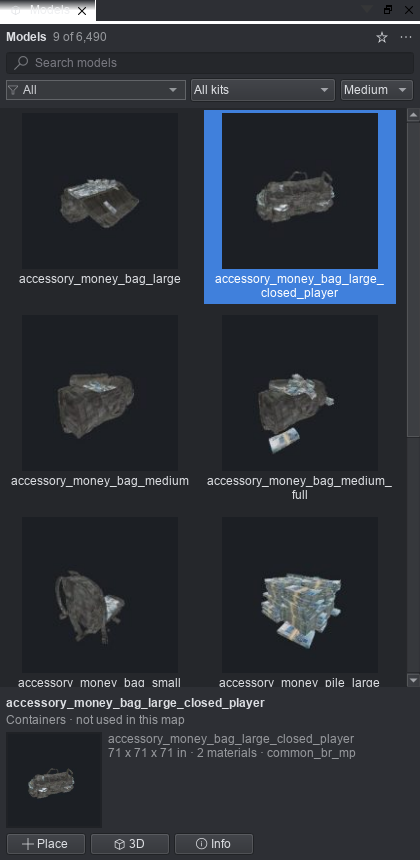 Models
Models 9 of 6,490
Search models
All
All kits
Medium
accessory_money_bag_large
accessory_money_bag_large_
closed_player
accessory_money_bag_medium
accessory_money_bag_medium_
full
accessory_money_bag_small
accessory_money_pile_large
accessory_money_bag_large_closed_player
Containers · not used in this map
accessory_money_bag_large_closed_player
71 x 71 x 71 in · 2 materials · common_br_mp
Place
3D
Info